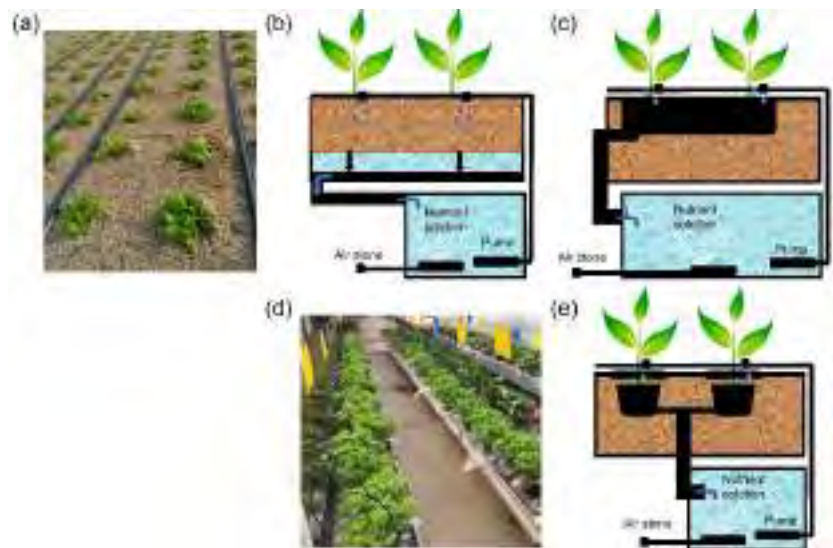 (a)
(b)
(c)
Nutrient
solution
Pump
Air stone
Nutrient
solution
Pump
Air stone
(d)
(e)
Nutrient
solution
Pump
Air stone